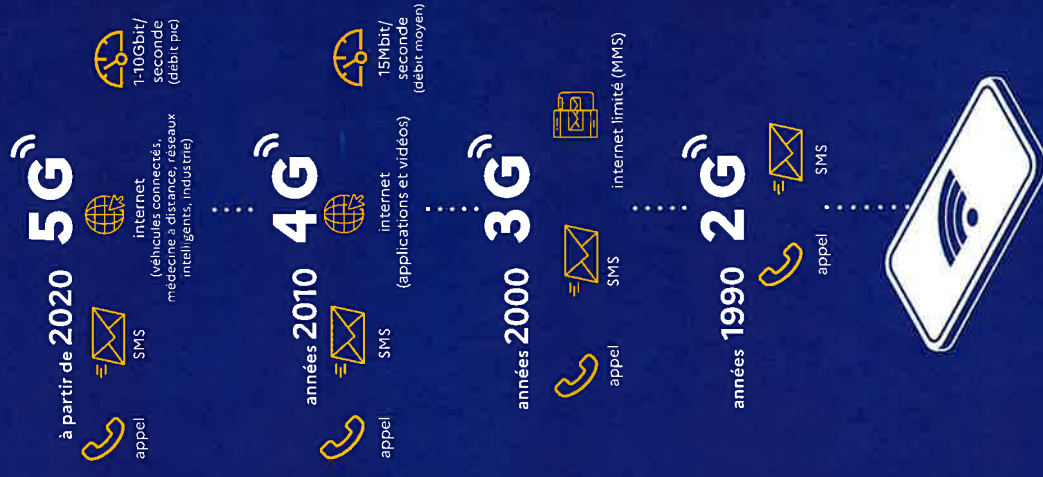 à partir de 2020 5G
appel
SMS
internet
(véhicules connectés,
médecine à distance, réseaux
intelligents, industrie)
1-10Gbit/
seconde
(débit pic)
années 2010 4G
appel
SMS
internet
(applications et vidéos)
15Mbit/
seconde
(débit moyen)
années 2000 3G
appel
SMS
internet limité (MMS)
années 1990 2G
appel
SMS